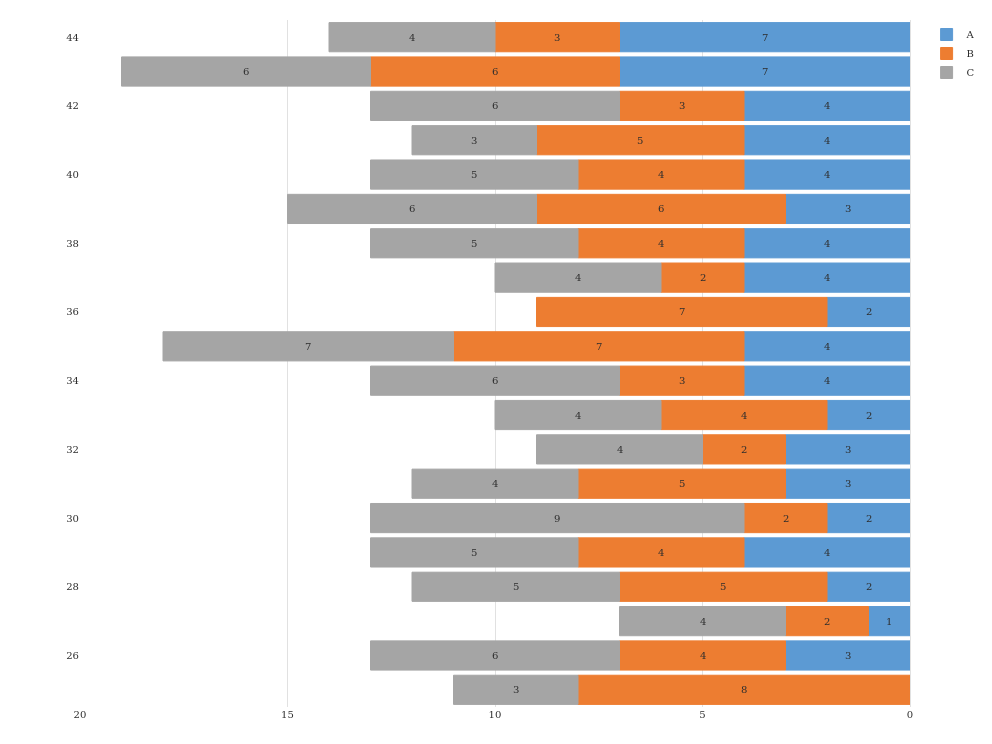 44 4 3 7 A
6 6 7 B
42 6 3 4 C
3 5 4
40 5 4 4
6 6 3
38 5 4 4
4 2 4
36 7 2
7 7 4
34 6 3 4
4 4 2
32 4 2 3
4 5 3
30 9 2 2
5 4 4
28 5 5 2
4 2 1
26 6 4 3
3 8
20 15 10 5 0